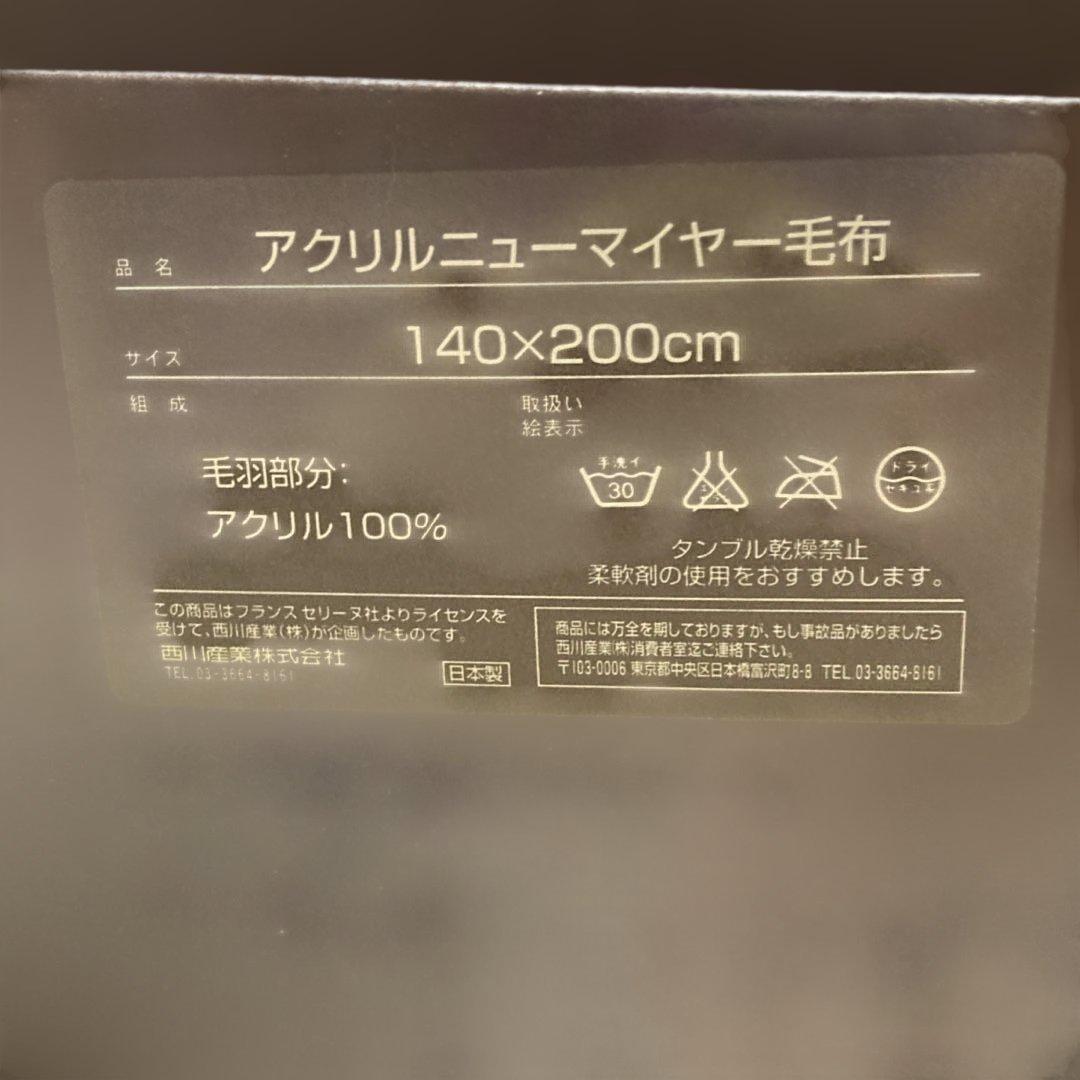 品 名 アクリルニューマイヤー毛布
サイズ 140×200cm
組 成
毛羽部分:
アクリル100%
取扱い
絵表示
手洗イ
30
エンソ
ドライ
セキユ系
タンブル乾燥禁止
柔軟剤の使用をおすすめします。
この商品はフランス セリーヌ社よりライセンスを
受けて、西川産業(株)が企画したものです。
西川産業株式会社
TEL.03-3664-8161
日本製
商品には万全を期しておりますが、もし事故品がありましたら
西川産業(株)消費者室迄ご連絡下さい。
〒103-0006 東京都中央区日本橋富沢町8-8 TEL.03-3664-8161